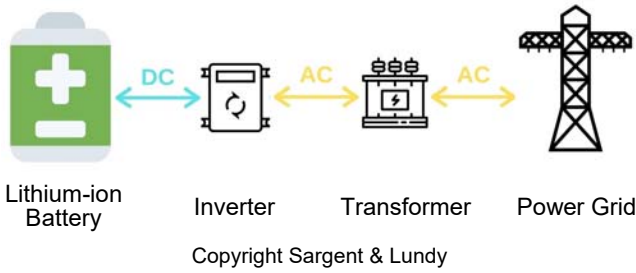 DC
AC
AC
Lithium-ion
Battery
Inverter
Transformer
Power Grid
Copyright Sargent & Lundy